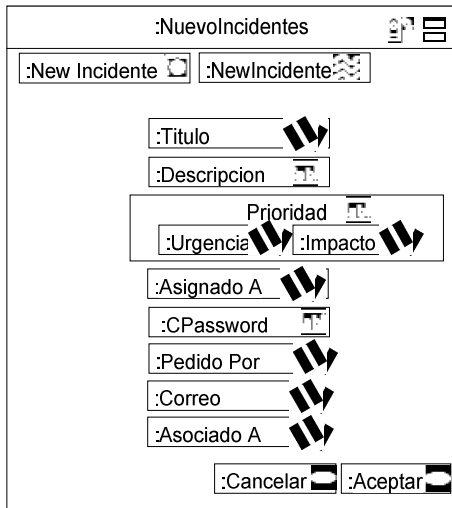 :NuevoIncidentes
:New Incidente :NewIncidente
:Titulo
:Descripcion
Prioridad
:Urgencia :Impacto
:Asignado A
:CPassword
:Pedido Por
:Correo
:Asociado A
:Cancelar :Aceptar